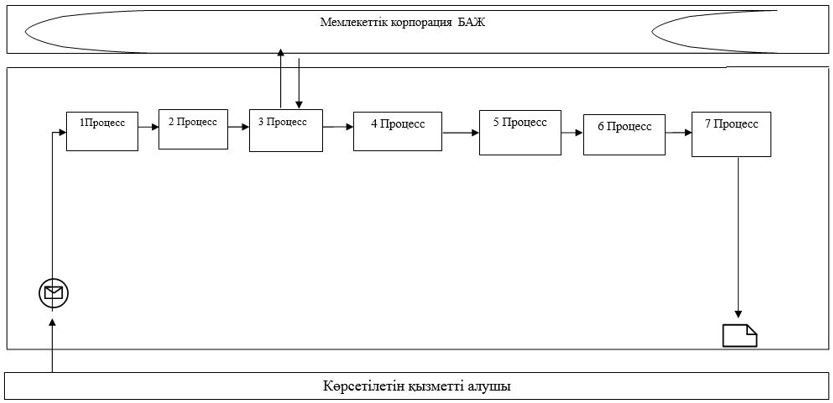 Мемлекеттік корпорация БАЖ
1Процесс
2 Процесс
3 Процесс
4 Процесс
5 Процесс
6 Процесс
7 Процесс
Көрсетілетін қызметті алушы